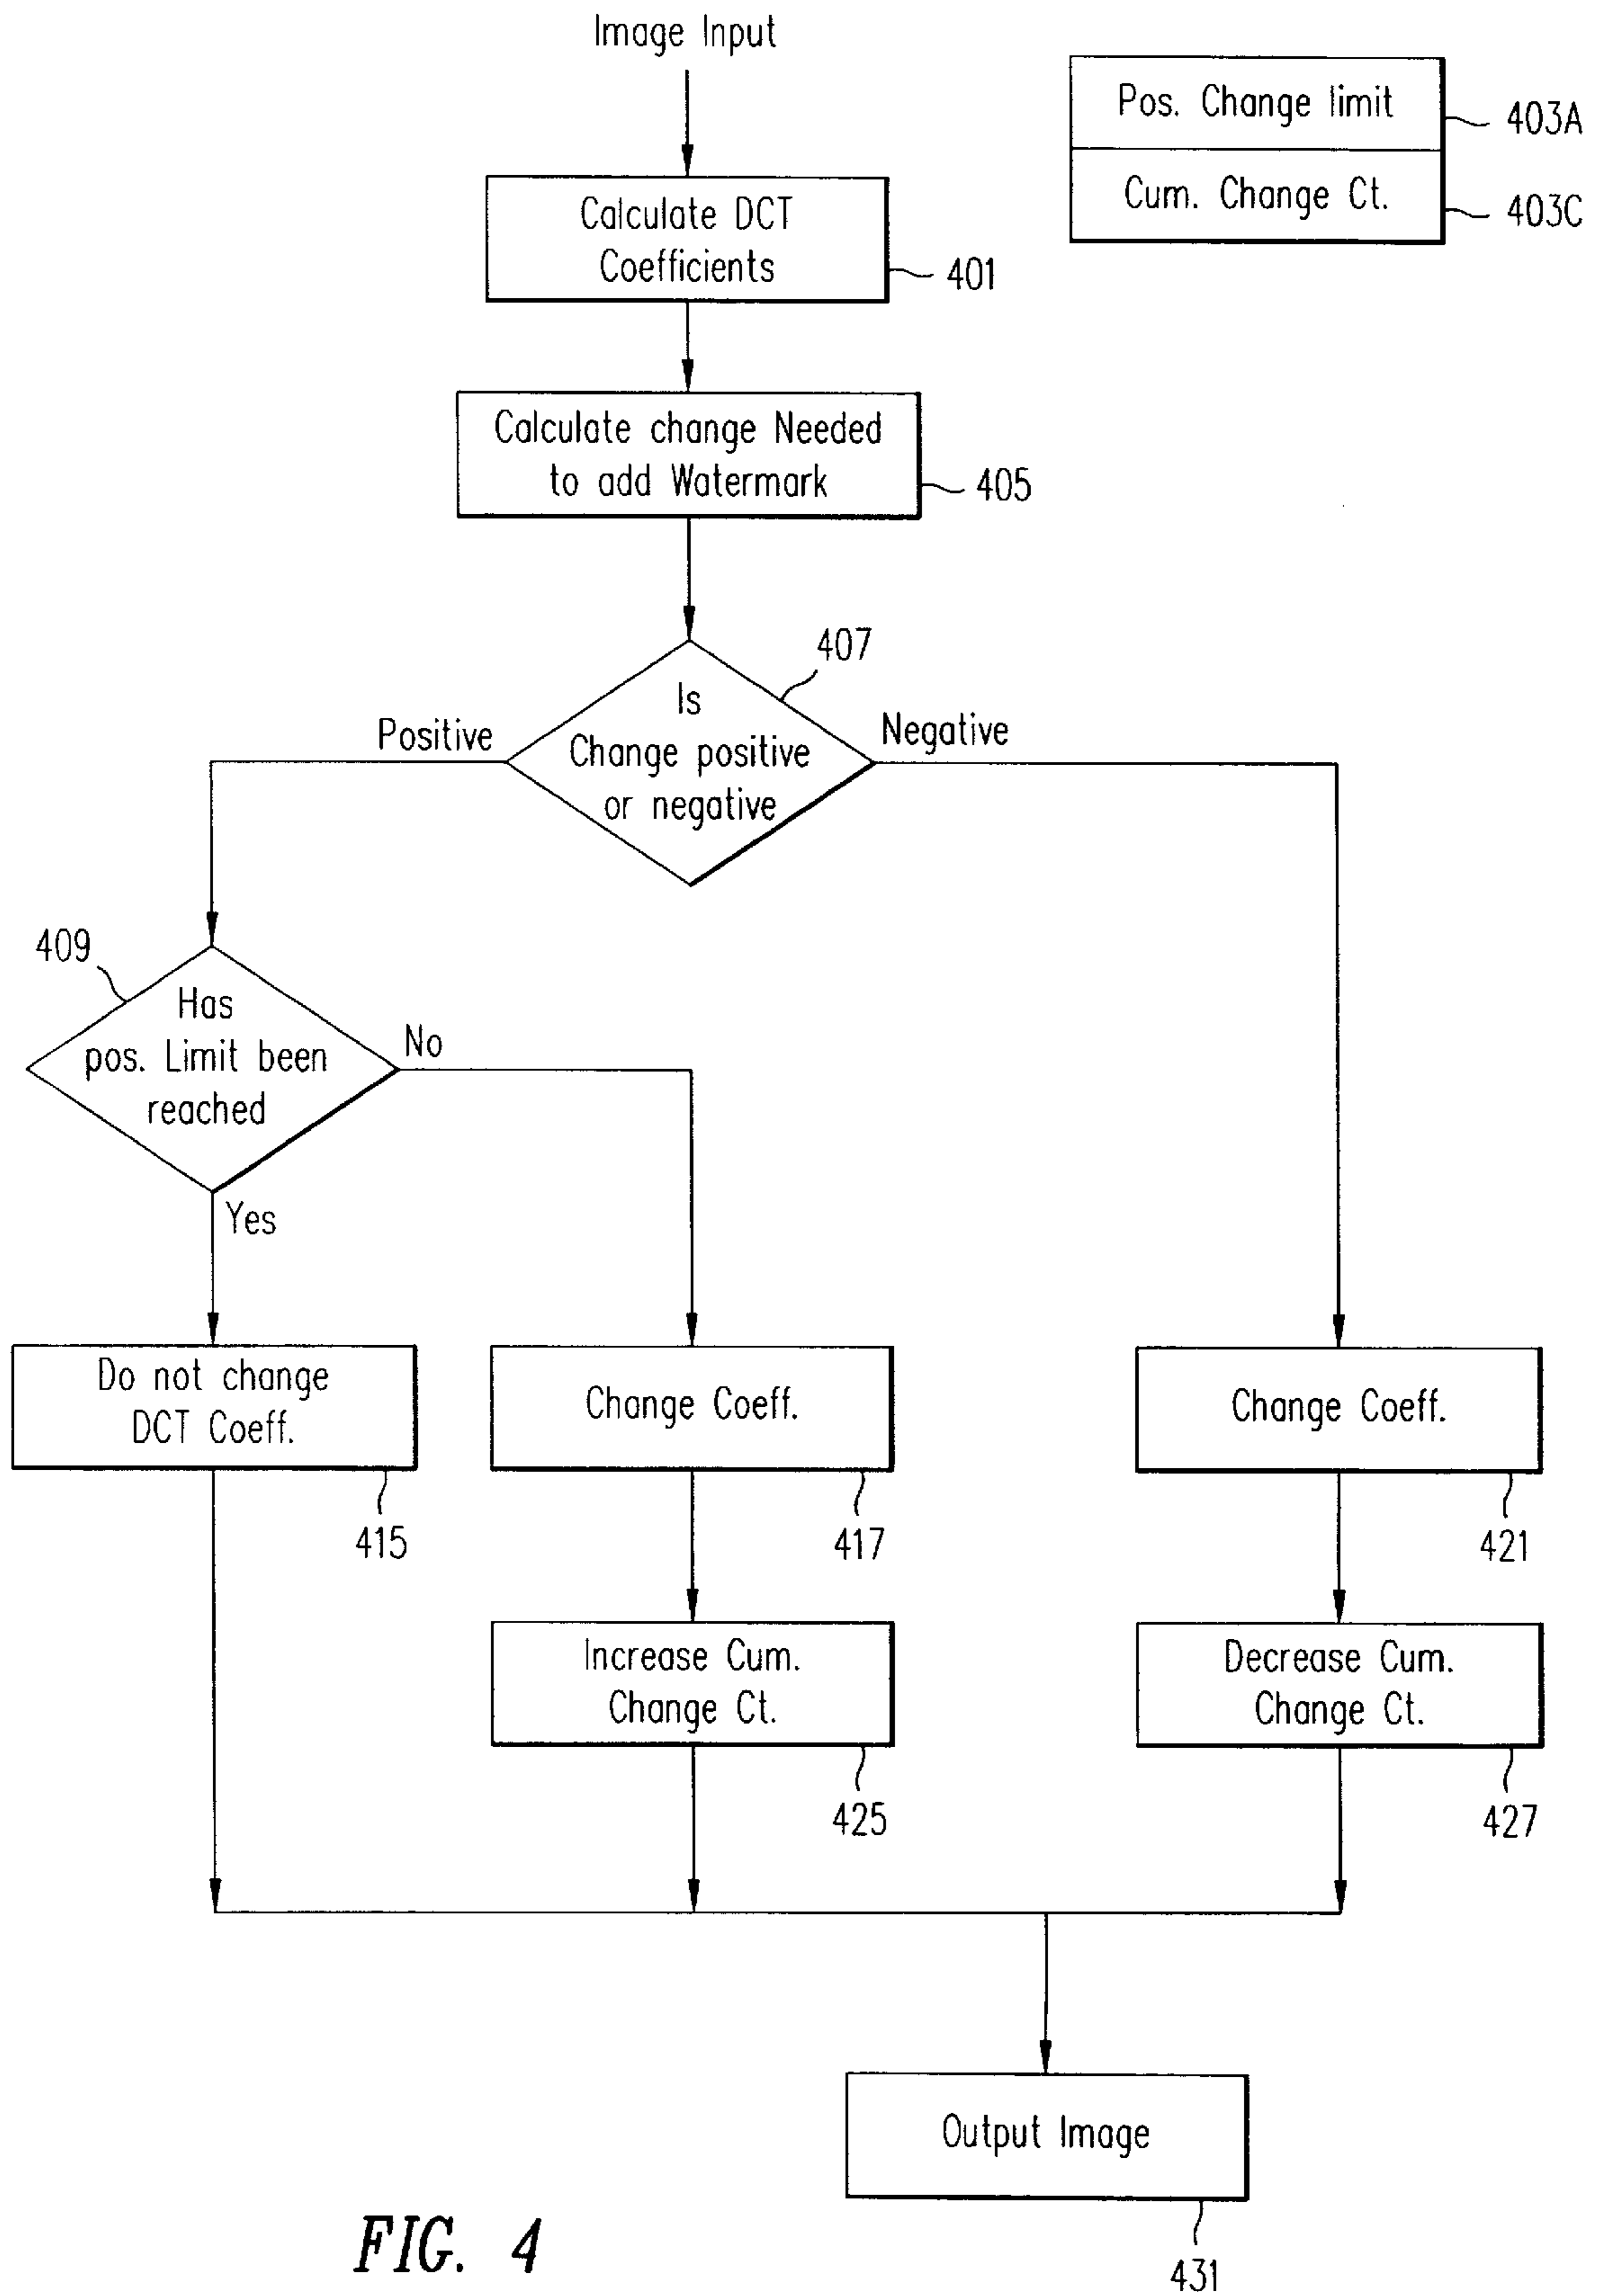 Image Input
Pos. Change limit
403A
Cum. Change Ct.
403C
Calculate DCT
Coefficients
401
Calculate change Needed
to add Watermark
405
407
Is
Change positive
or negative
Positive
Negative
409
Has
pos. Limit been
reached
No
Yes
Do not change
DCT Coeff.
415
Change Coeff.
417
Change Coeff.
421
Increase Cum.
Change Ct.
425
Decrease Cum.
Change Ct.
427
Output Image
431
FIG. 4